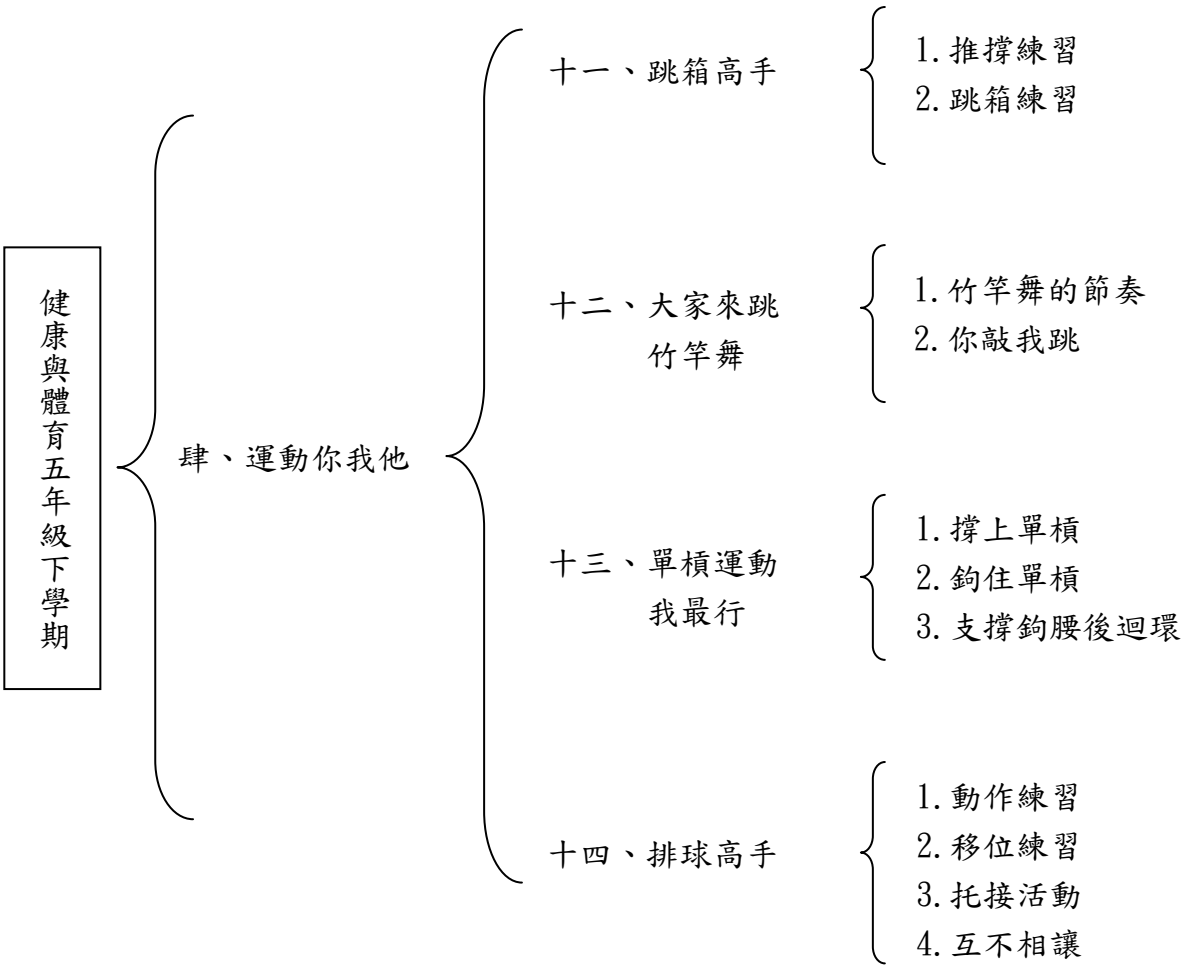 健康與體育五年級下學期
肆、運動你我他
十一、跳箱高手
1.推撐練習
2.跳箱練習
十二、大家來跳
竹竿舞
1.竹竿舞的節奏
2.你敲我跳
十三、單槓運動
我最行
1.撐上單槓
2.鉤住單槓
3.支撐鉤腰後迴環
十四、排球高手
1.動作練習
2.移位練習
3.托接活動
4.互不相讓